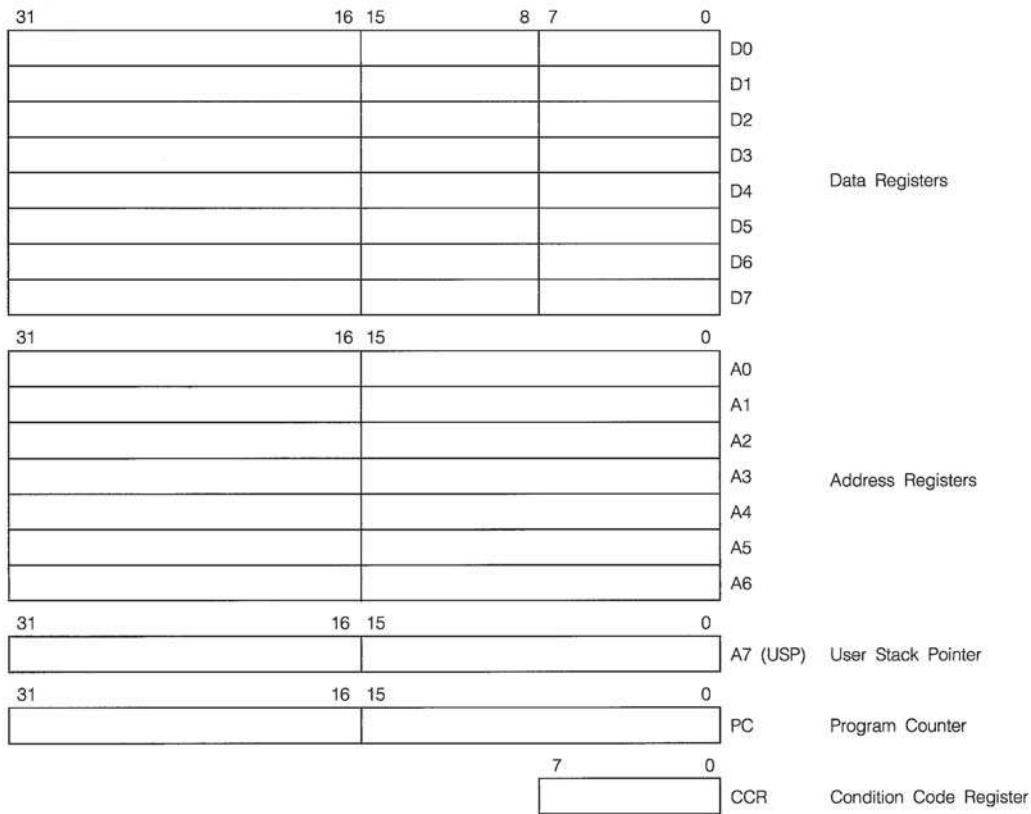 31 16 15 8 7 0
D0
D1
D2
D3
D4
Data Registers
D5
D6
D7
31 16 15 0
A0
A1
A2
A3
Address Registers
A4
A5
A6
31 16 15 0
A7 (USP) User Stack Pointer
31 16 15 0
PC Program Counter
7 0
CCR Condition Code Register